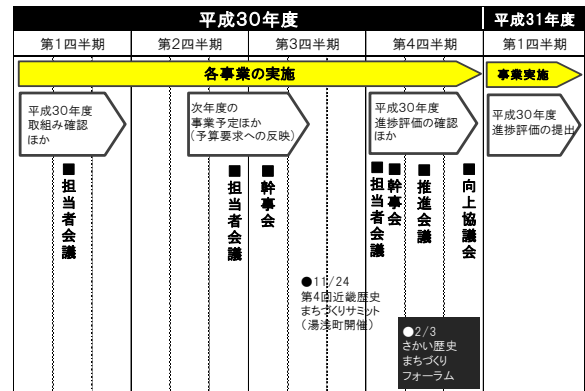 平成30年度
平成31年度
第1四半期
第2四半期
第3四半期
第4四半期
第1四半期
各事業の実施
事業実施
平成30年度
取組み確認
ほか
次年度の
事業予定ほか
(予算要求への反映)
平成30年度
進捗評価の確認
ほか
平成30年度
進捗評価の提出
■担当者会議
■担当者会議
■幹事会
■担当者会議
■幹事会
■推進会議
■向上協議会
●11/24
第4回近畿歴史
まちづくりサミット
(湯浅町開催)
●2/3
さかい歴史
まちづくり
フォーラム